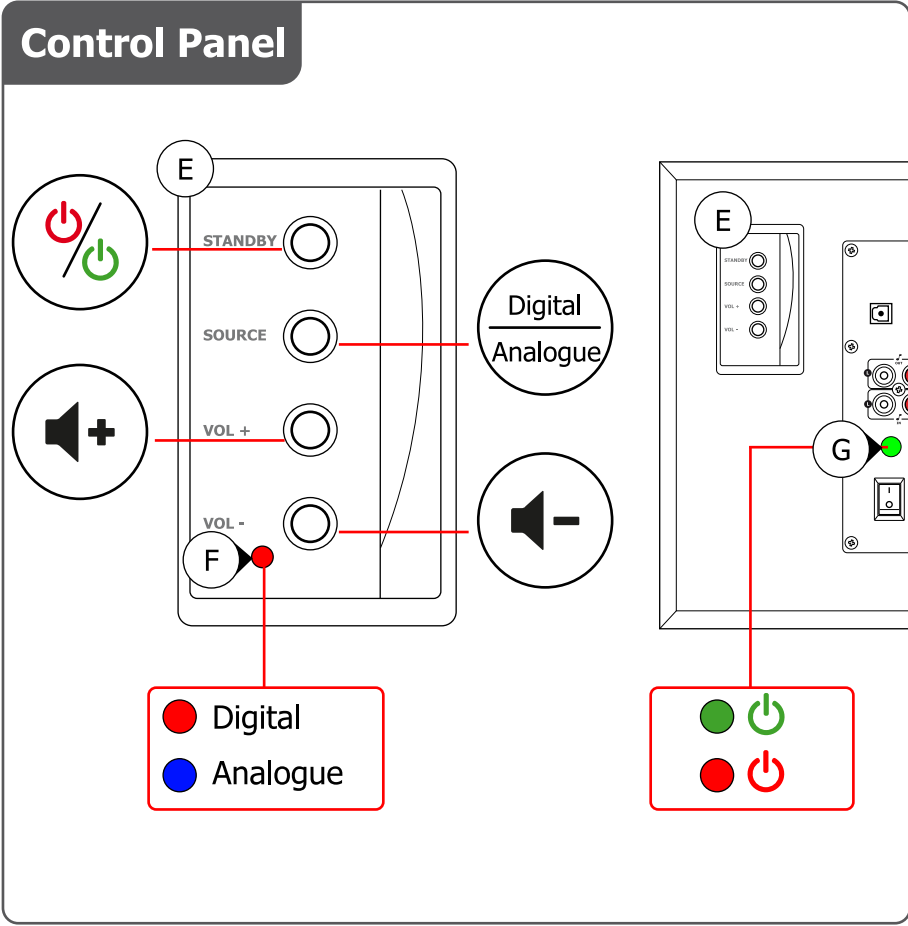 Control Panel
E
STANDBY
SOURCE
VOL +
VOL -
F
Digital
Analogue
Digital
Analogue
E
STANDBY
SOURCE
VOL +
VOL -
G